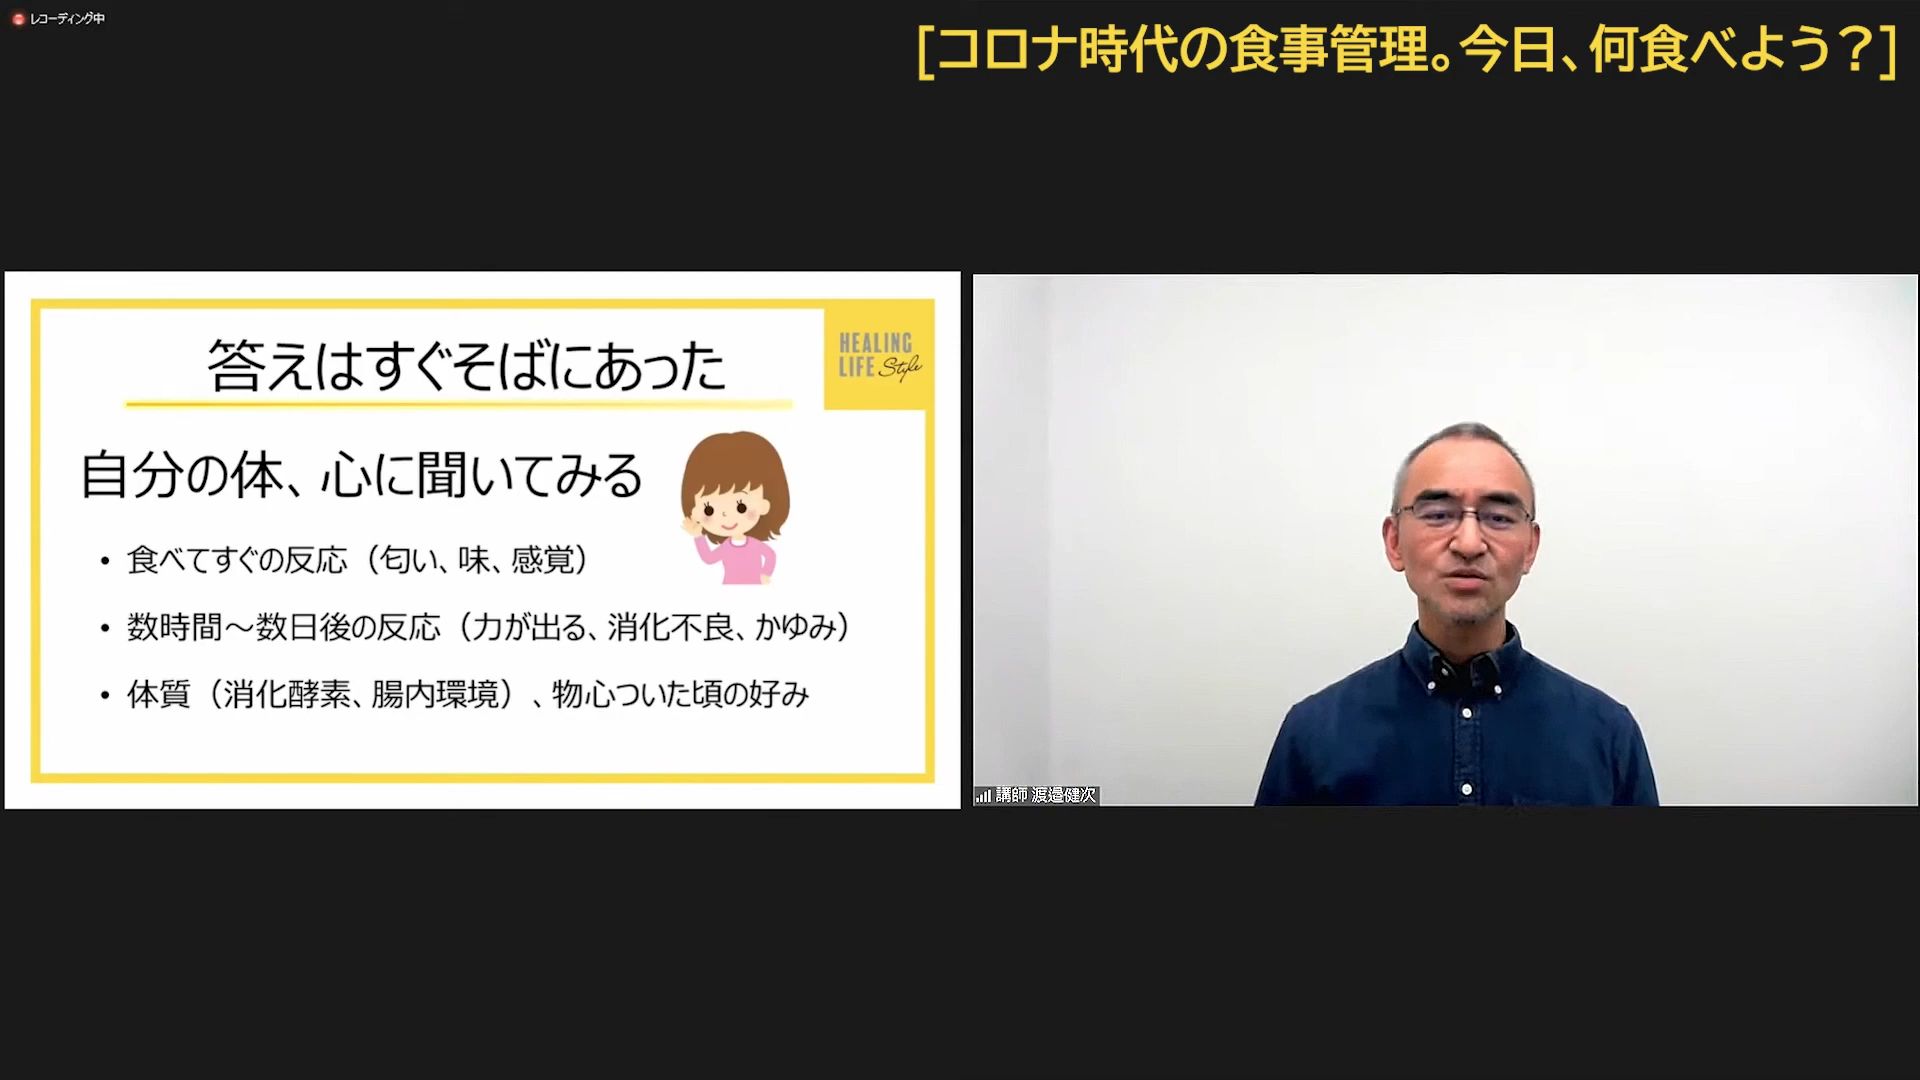 レコーディング中
[コロナ時代の食事管理。今日、何食べよう？]
答えはすぐそばにあった
HEALING
LIFE Style
自分の体、心に聞いてみる
• 食べてすぐの反応（匂い、味、感覚）
• 数時間～数日後の反応（力が出る、消化不良、かゆみ）
• 体質（消化酵素、腸内環境）、物心ついた頃の好み
講師 渡邉健次